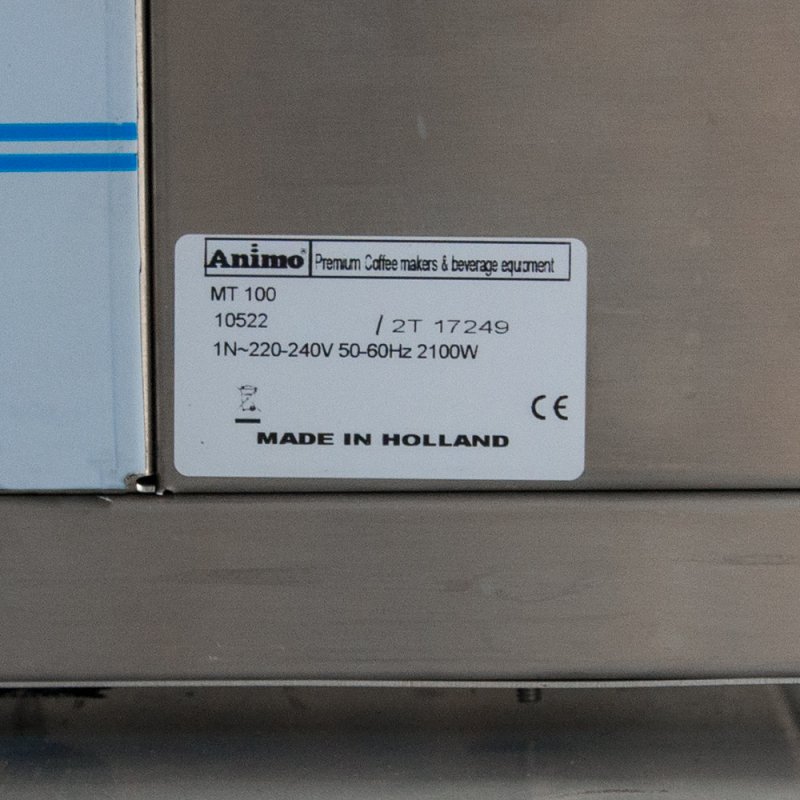 Animo® Premium Coffee makers & beverage equipment
MT 100
10522 / 2T 17249
1N~220-240V 50-60Hz 2100W
CE
MADE IN HOLLAND